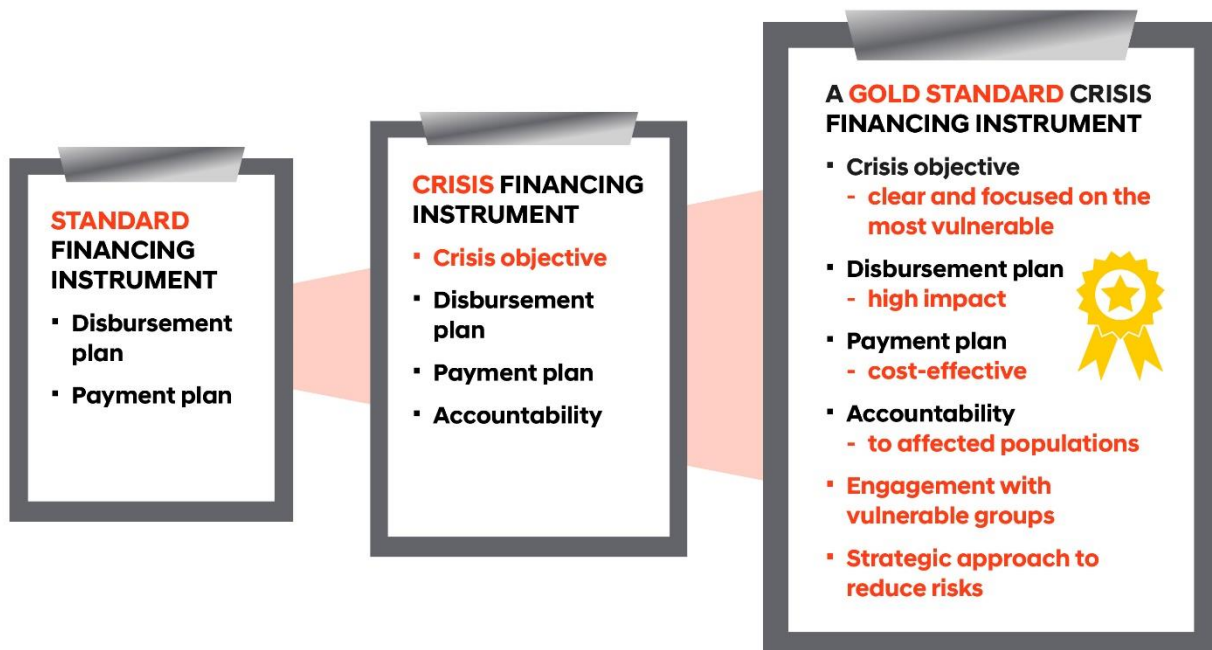 STANDARD
FINANCING
INSTRUMENT
▪ Disbursement
plan
▪ Payment plan
CRISIS FINANCING
INSTRUMENT
▪ Crisis objective
▪ Disbursement
plan
▪ Payment plan
▪ Accountability
A GOLD STANDARD CRISIS
FINANCING INSTRUMENT
▪ Crisis objective
- clear and focused on the
most vulnerable
▪ Disbursement plan
- high impact
▪ Payment plan
- cost-effective
▪ Accountability
- to affected populations
▪ Engagement with
vulnerable groups
▪ Strategic approach to
reduce risks